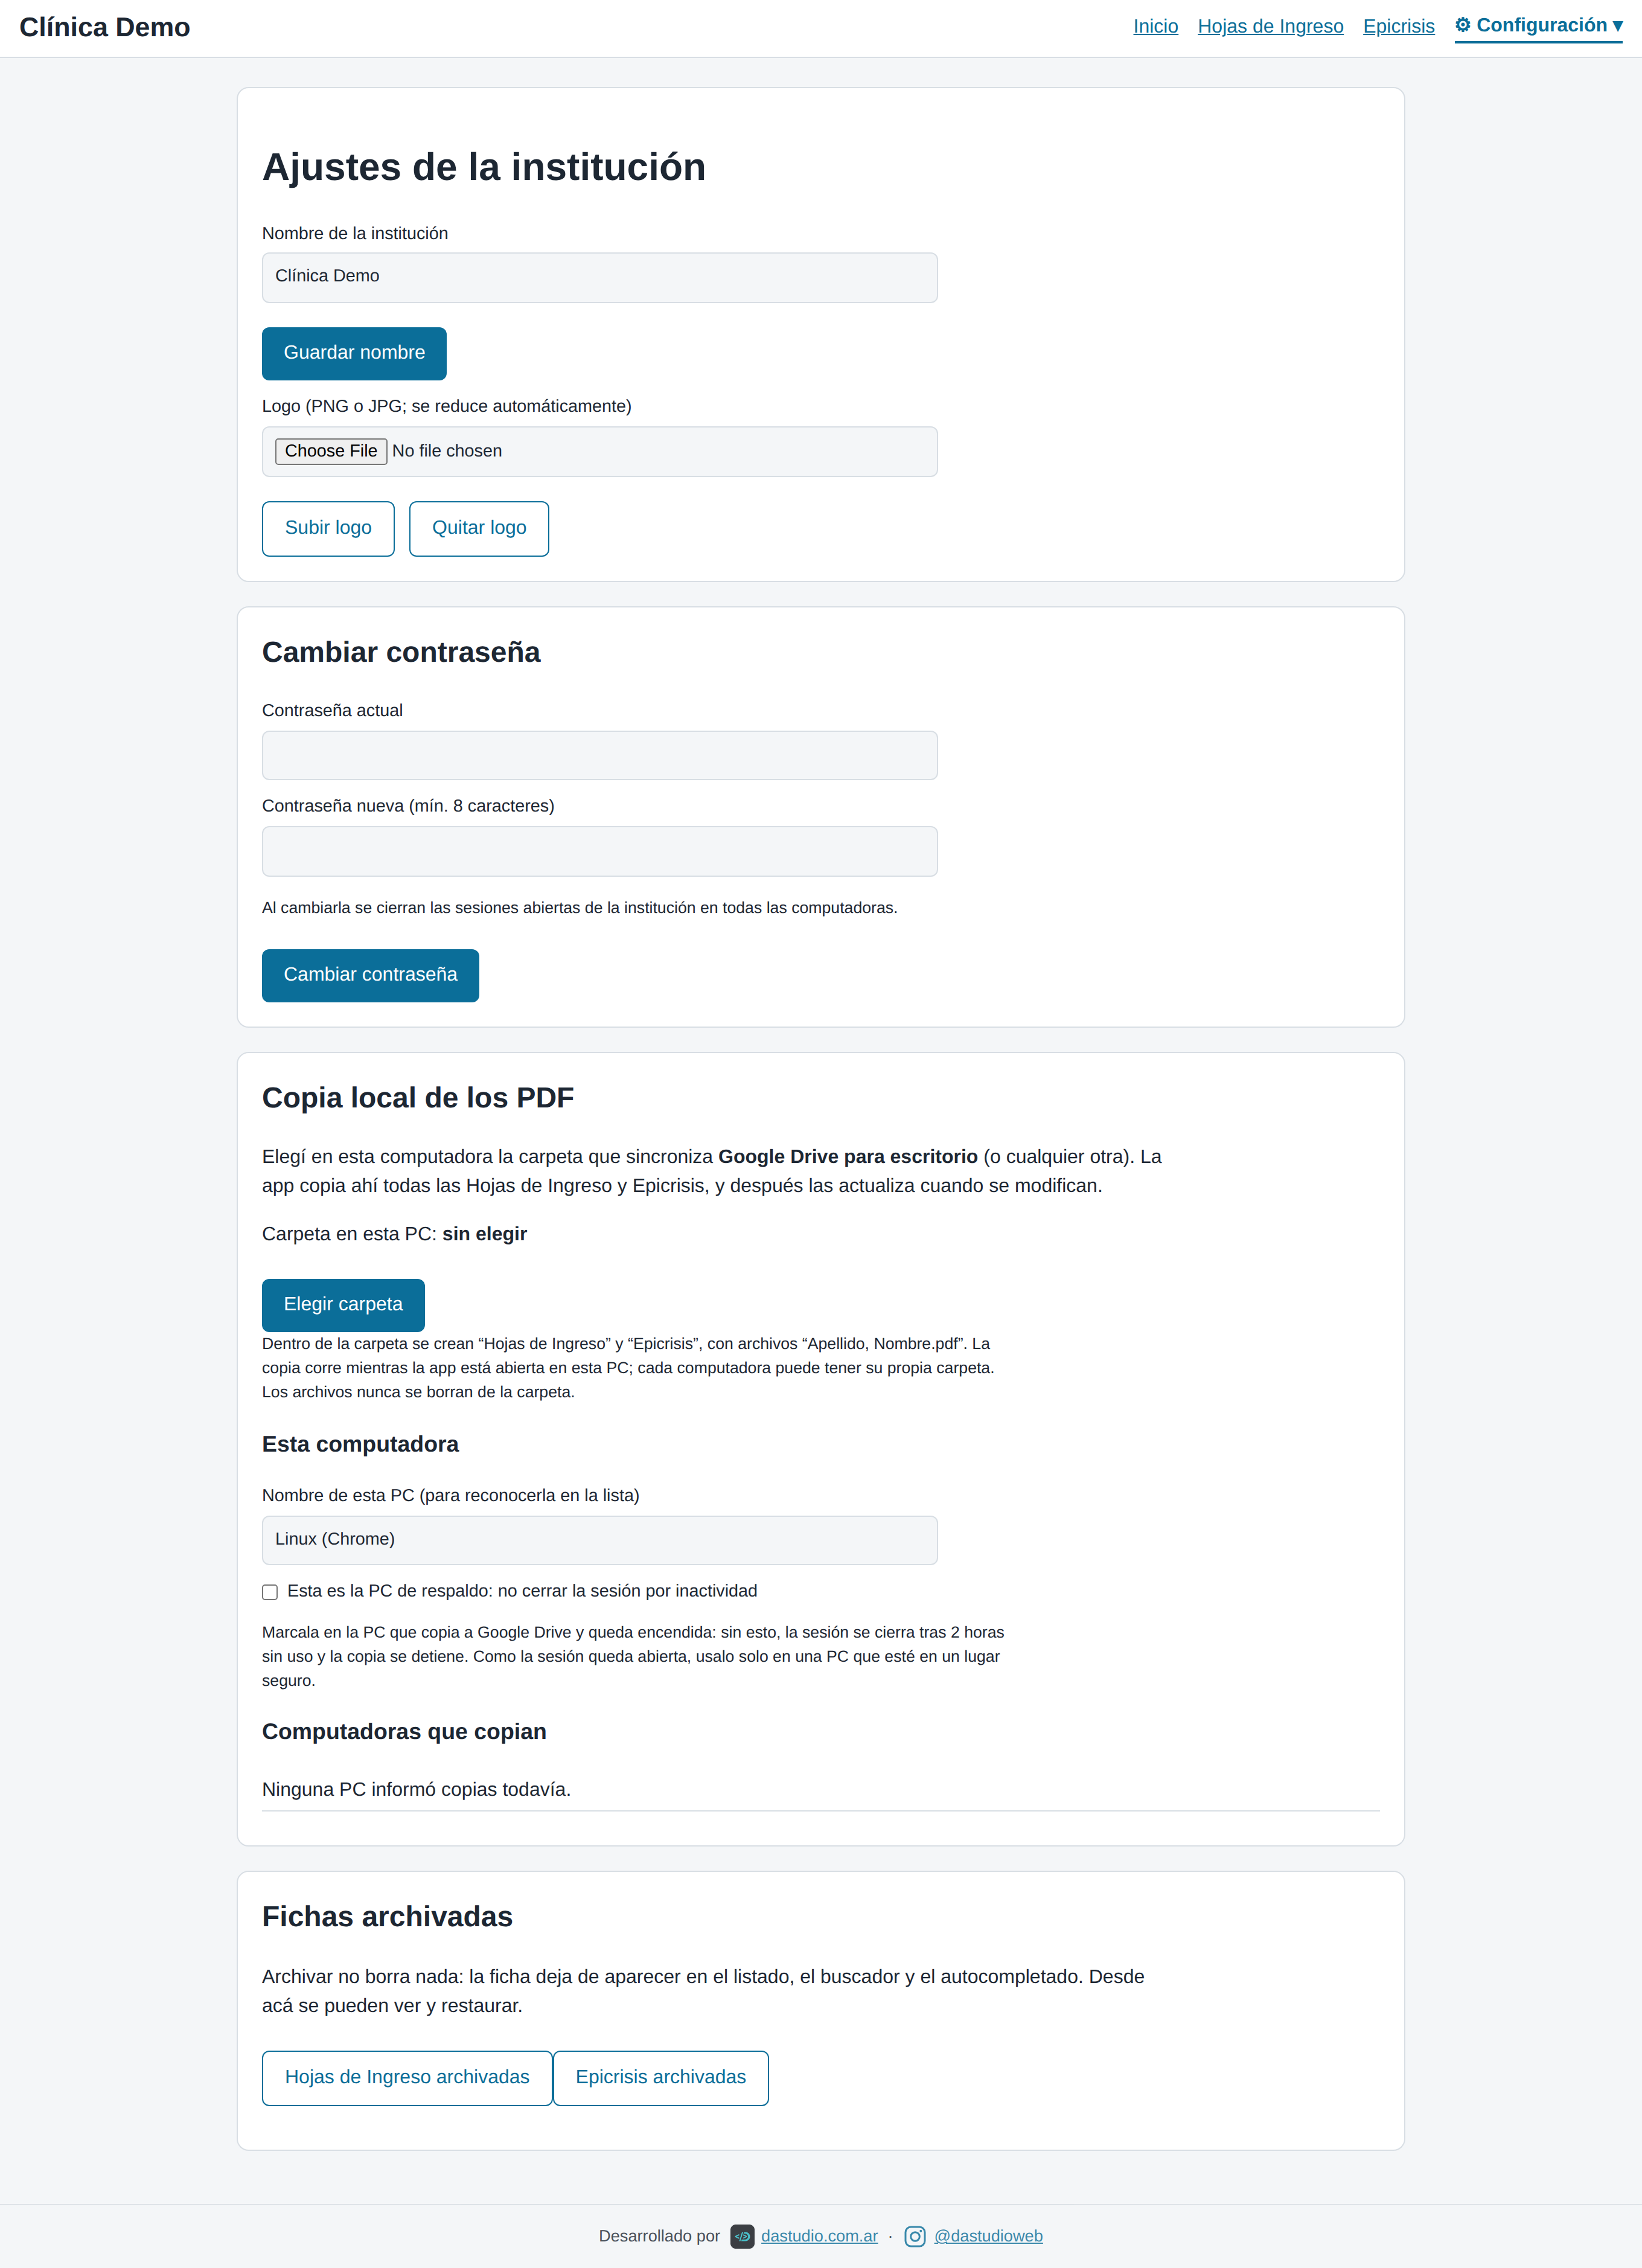 Clínica Demo
Inicio Hojas de Ingreso Epicrisis ⚙ Configuración ▾
Ajustes de la institución
Nombre de la institución
Clínica Demo
Guardar nombre
Logo (PNG o JPG; se reduce automáticamente)
Choose File No file chosen
Subir logo Quitar logo
Cambiar contraseña
Contraseña actual
Contraseña nueva (mín. 8 caracteres)
Al cambiarla se cierran las sesiones abiertas de la institución en todas las computadoras.
Cambiar contraseña
Copia local de los PDF
Elegí en esta computadora la carpeta que sincroniza Google Drive para escritorio (o cualquier otra). La
app copia ahí todas las Hojas de Ingreso y Epicrisis, y después las actualiza cuando se modifican.
Carpeta en esta PC: sin elegir
Elegir carpeta
Dentro de la carpeta se crean “Hojas de Ingreso” y “Epicrisis”, con archivos “Apellido, Nombre.pdf”. La
copia corre mientras la app está abierta en esta PC; cada computadora puede tener su propia carpeta.
Los archivos nunca se borran de la carpeta.
Esta computadora
Nombre de esta PC (para reconocerla en la lista)
Linux (Chrome)
Esta es la PC de respaldo: no cerrar la sesión por inactividad
Marcala en la PC que copia a Google Drive y queda encendida: sin esto, la sesión se cierra tras 2 horas
sin uso y la copia se detiene. Como la sesión queda abierta, usalo solo en una PC que esté en un lugar
seguro.
Computadoras que copian
Ninguna PC informó copias todavía.
Fichas archivadas
Archivar no borra nada: la ficha deja de aparecer en el listado, el buscador y el autocompletado. Desde
acá se pueden ver y restaurar.
Hojas de Ingreso archivadas Epicrisis archivadas
Desarrollado por dastudio.com.ar · @dastudioweb